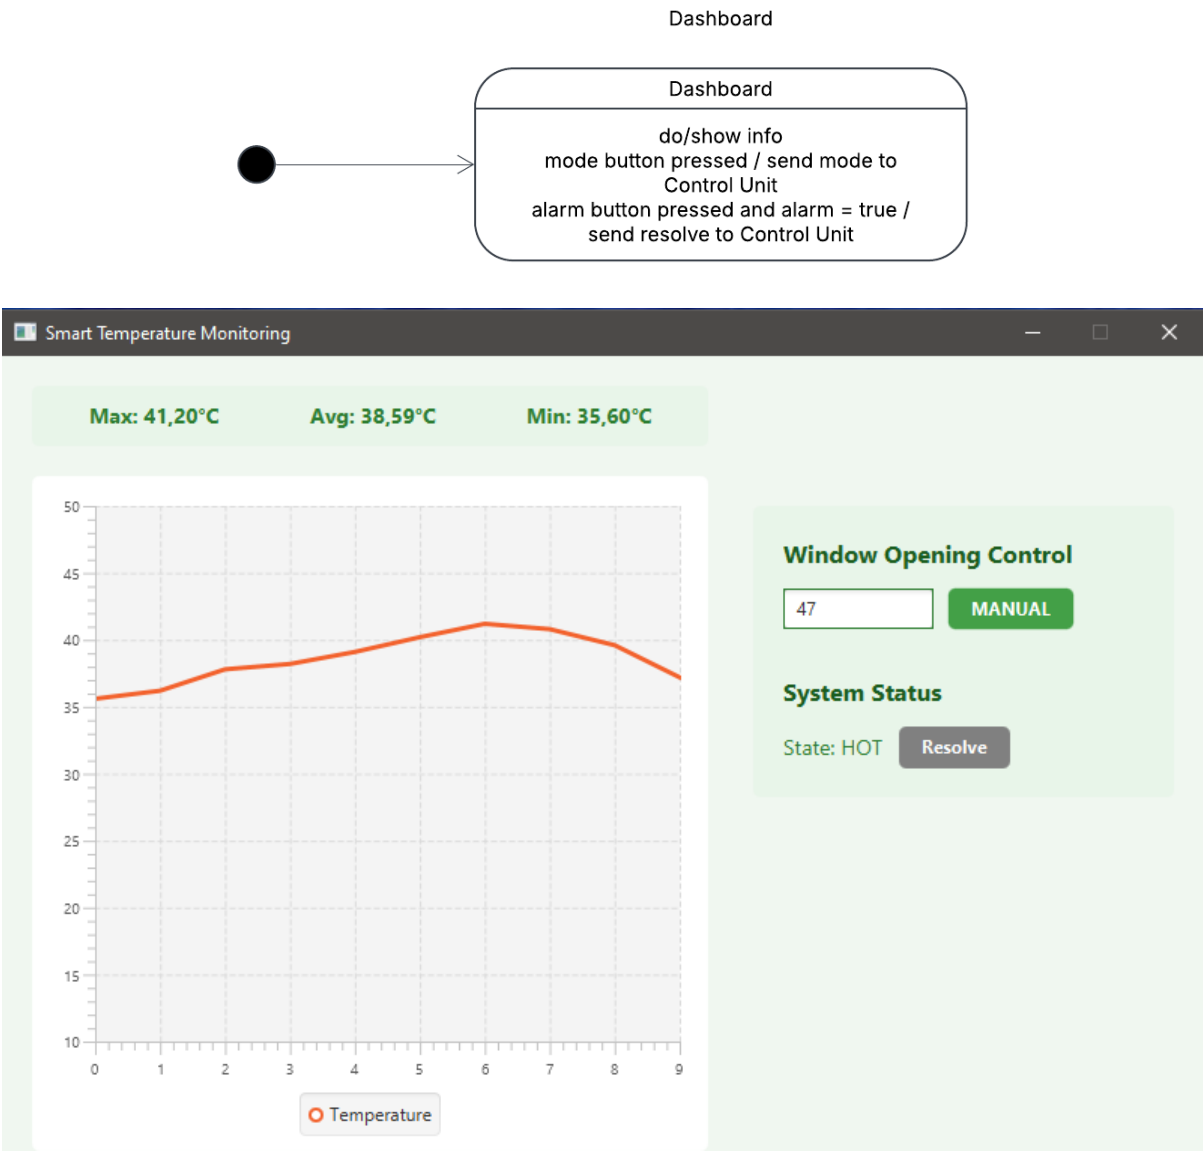 Dashboard
Dashboard
do/show info
mode button pressed / send mode to
Control Unit
alarm button pressed and alarm = true /
send resolve to Control Unit
Smart Temperature Monitoring
Max: 41,20°C Avg: 38,59°C Min: 35,60°C
50
45
40
35
30
25
20
15
10
0 1 2 3 4 5 6 7 8 9
Temperature
Window Opening Control
47 MANUAL
System Status
State: HOT Resolve